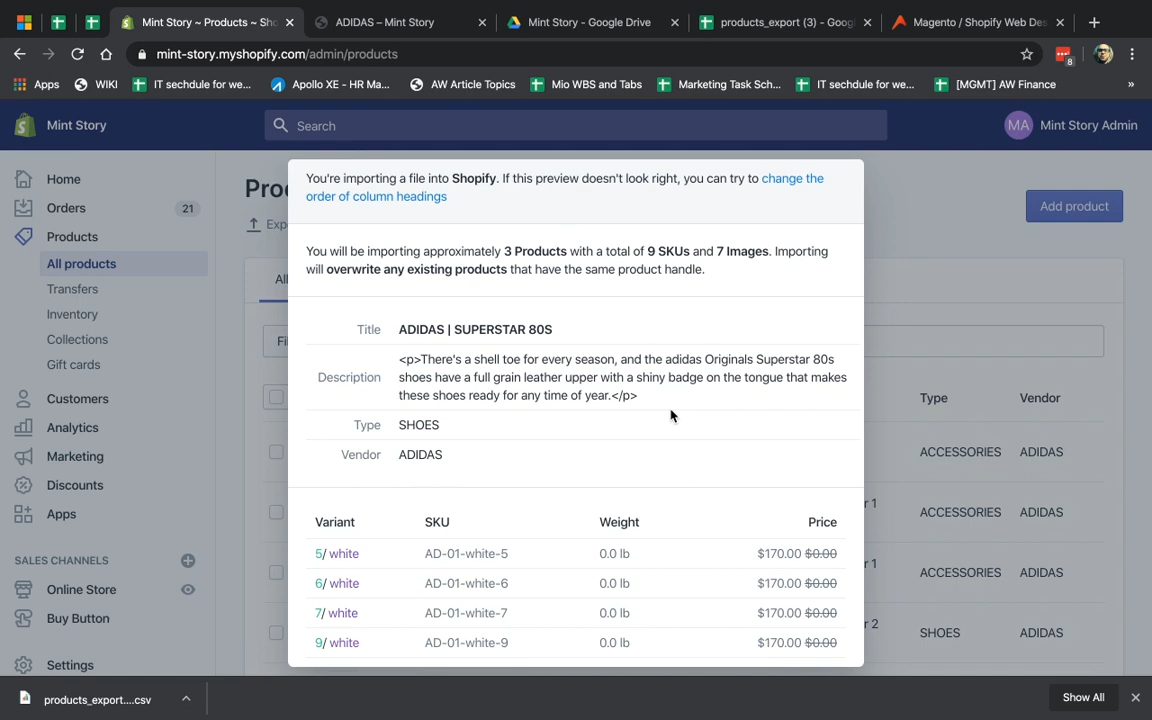 Mint Story ~ Products ~ Sho
ADIDAS – Mint Story
Mint Story - Google Drive
products_export (3) - Goog
Magento / Shopify Web Des
mint-story.myshopify.com/admin/products
8
Apps
WIKI
IT sechdule for we...
Apollo XE - HR Ma...
AW Article Topics
Mio WBS and Tabs
Marketing Task Sch...
IT sechdule for we...
[MGMT] AW Finance
»
Mint Story
Search
MA
Mint Story Admin
Home
Orders
21
Products
All products
Transfers
Inventory
Collections
Gift cards
Customers
Analytics
Marketing
Discounts
Apps
SALES CHANNELS
Online Store
Buy Button
Settings
Add product
You're importing a file into Shopify. If this preview doesn't look right, you can try to change the
order of column headings
You will be importing approximately 3 Products with a total of 9 SKUs and 7 Images. Importing
will overwrite any existing products that have the same product handle.
Title ADIDAS | SUPERSTAR 80S
Description <p>There's a shell toe for every season, and the adidas Originals Superstar 80s
shoes have a full grain leather upper with a shiny badge on the tongue that makes
these shoes ready for any time of year.</p>
Type SHOES
Vendor ADIDAS
Variant SKU Weight Price
5/ white AD-01-white-5 0.0 lb $170.00 $0.00
6/ white AD-01-white-6 0.0 lb $170.00 $0.00
7/ white AD-01-white-7 0.0 lb $170.00 $0.00
9/ white AD-01-white-9 0.0 lb $170.00 $0.00
Type Vendor
ACCESSORIES ADIDAS
r 1 ACCESSORIES ADIDAS
r 1 ACCESSORIES ADIDAS
r 2 SHOES ADIDAS
products_export....csv
Show All